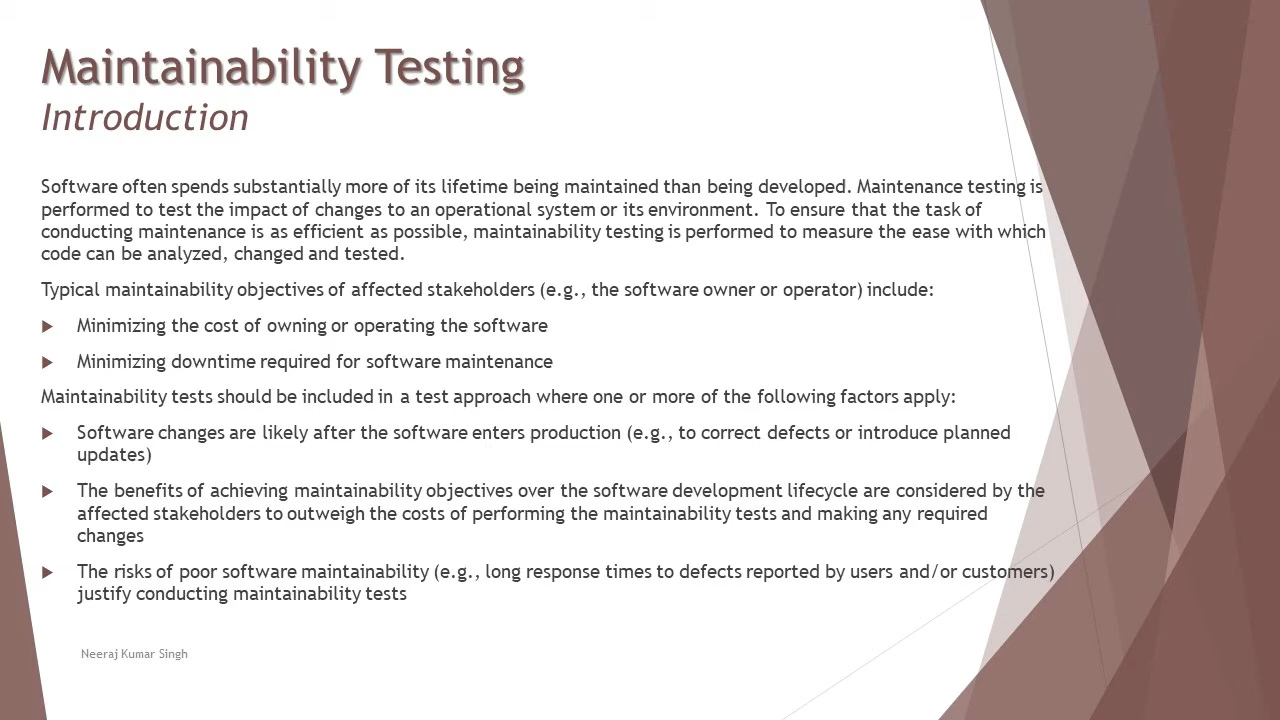 Maintainability Testing
Introduction
Software often spends substantially more of its lifetime being maintained than being developed. Maintenance testing is
performed to test the impact of changes to an operational system or its environment. To ensure that the task of
conducting maintenance is as efficient as possible, maintainability testing is performed to measure the ease with which
code can be analyzed, changed and tested.
Typical maintainability objectives of affected stakeholders (e.g., the software owner or operator) include:
Minimizing the cost of owning or operating the software
Minimizing downtime required for software maintenance
Maintainability tests should be included in a test approach where one or more of the following factors apply:
Software changes are likely after the software enters production (e.g., to correct defects or introduce planned
updates)
The benefits of achieving maintainability objectives over the software development lifecycle are considered by the
affected stakeholders to outweigh the costs of performing the maintainability tests and making any required
changes
The risks of poor software maintainability (e.g., long response times to defects reported by users and/or customers)
justify conducting maintainability tests
Neeraj Kumar Singh